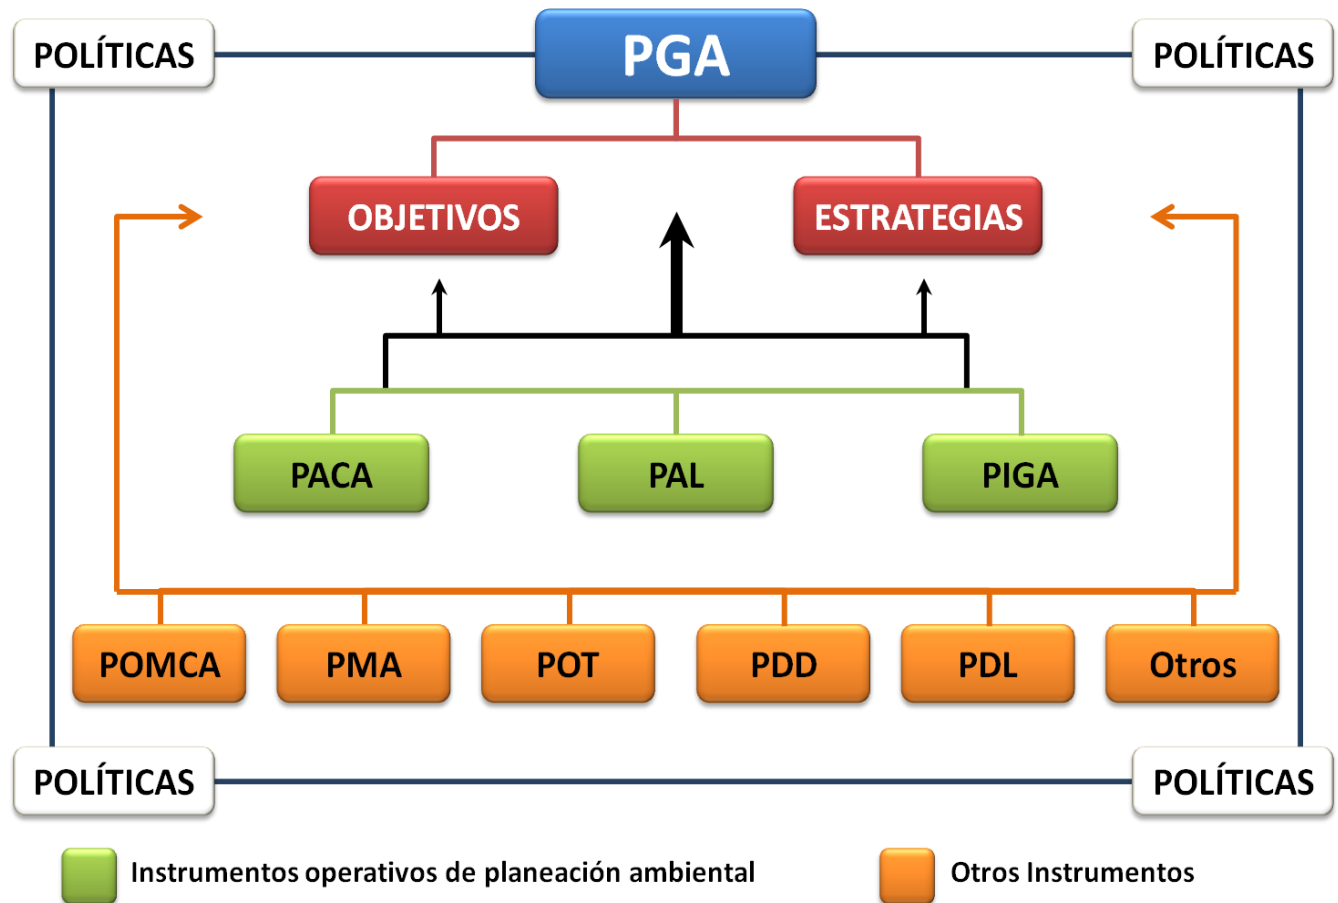 POLÍTICAS
PGA
POLÍTICAS
OBJETIVOS
ESTRATEGIAS
PACA
PAL
PIGA
POMCA
PMA
POT
PDD
PDL
Otros
POLÍTICAS
POLÍTICAS
Instrumentos operativos de planeación ambiental
Otros Instrumentos